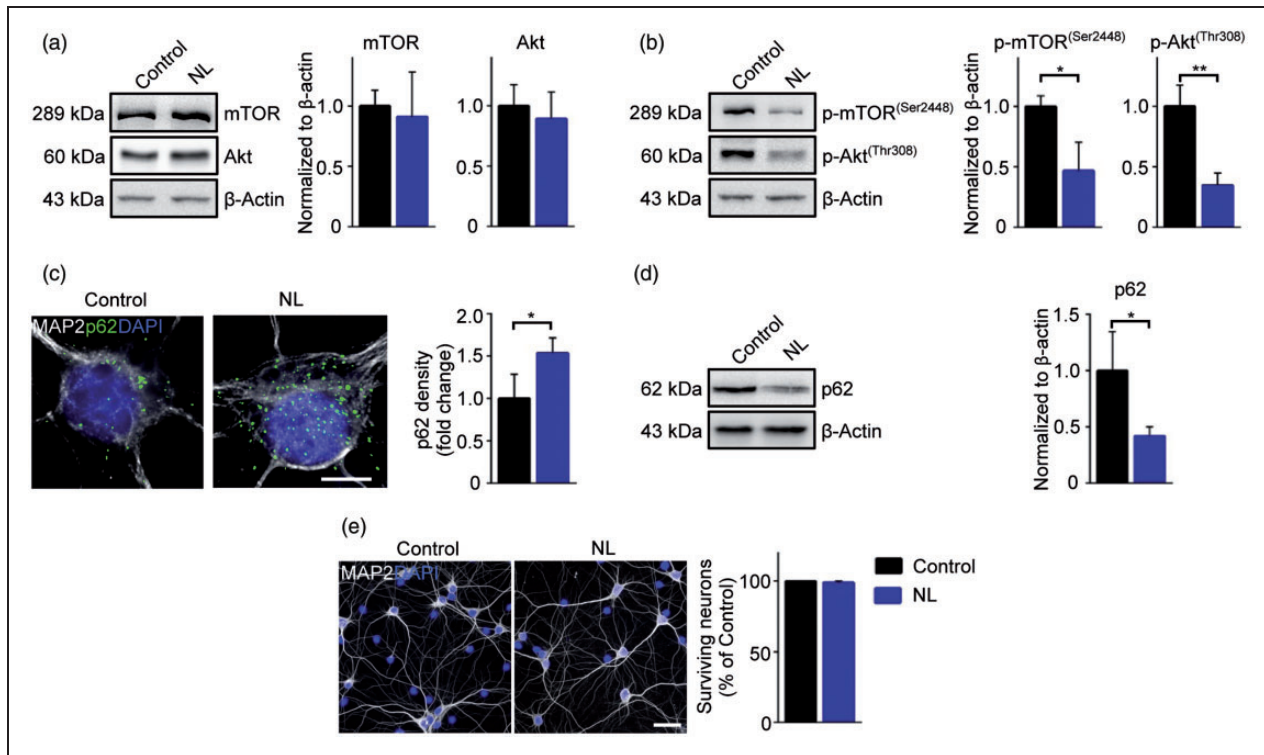 (a)
Control
NL
289 kDa
mTOR
60 kDa
Akt
43 kDa
β-Actin
mTOR
Akt
Normalized to β-actin
1.0
0.5
0
1.0
0.5
0
(b)
Control
NL
289 kDa
p-mTOR(Ser2448)
60 kDa
p-Akt(Thr308)
43 kDa
β-Actin
p-mTOR(Ser2448)
p-Akt(Thr308)
Normalized to β-actin
*
1.0
0.5
0
**
1.0
0.5
0
(c)
Control
NL
MAP2p62DAPI
p62 density
(fold change)
*
2.0
1.5
1.0
1.0
0
(d)
Control
NL
62 kDa
p62
43 kDa
β-Actin
p62
Normalized to β-actin
*
1.5
1.0
0.5
0
(e)
Control
NL
MAP2DAPI
Surviving neurons
(% of Control)
100
50
0
Control
NL